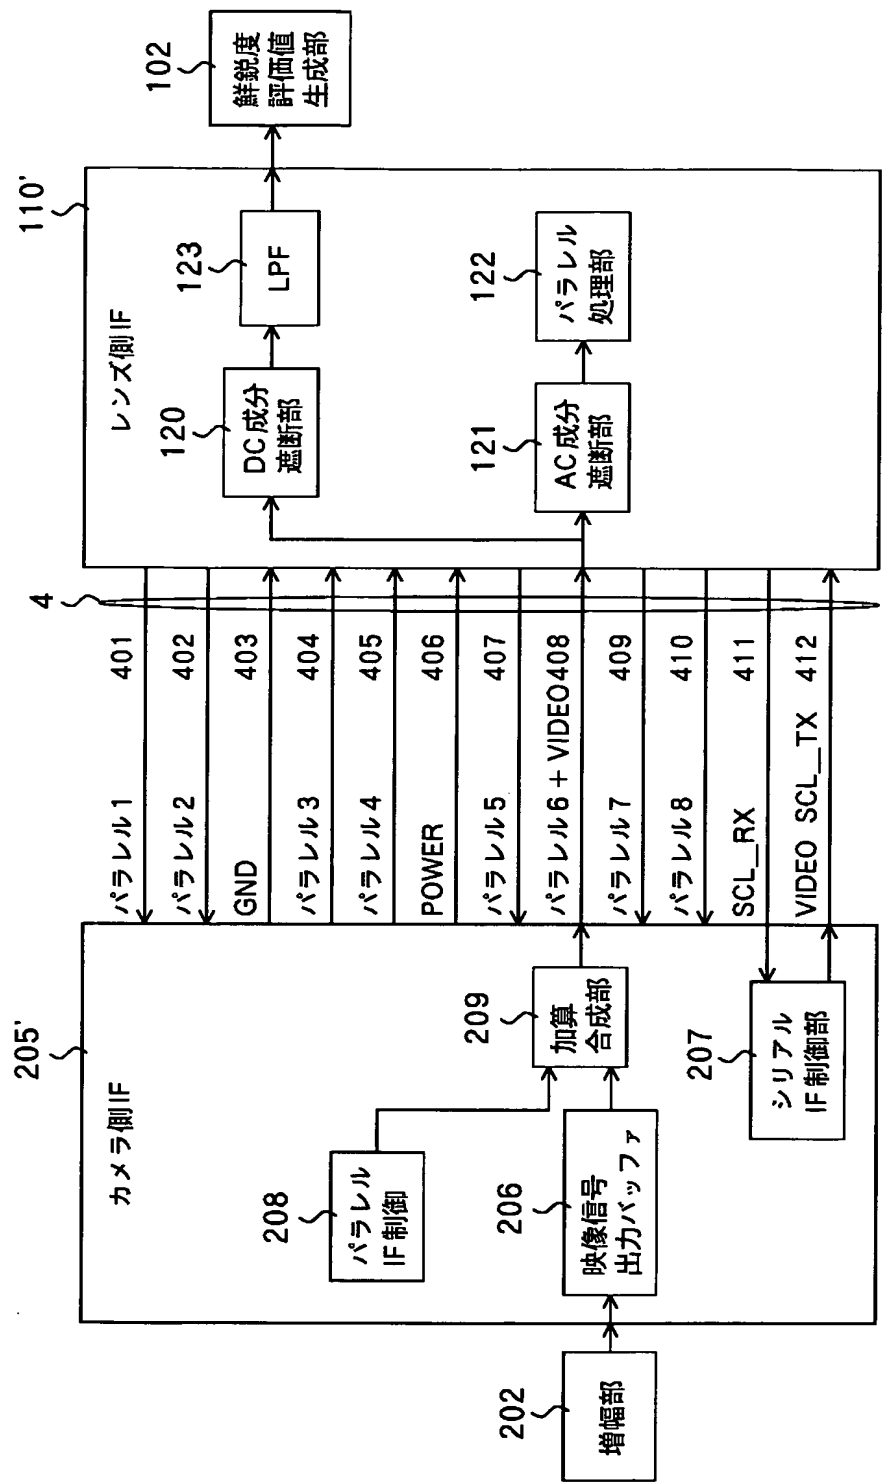 205'
カメラ側IF
202
増幅部
206
映像信号
出力バッファ
208
パラレル
IF制御
209
加算
合成部
207
シリアル
IF制御部
4
パラレル1 401
パラレル2 402
GND 403
パラレル3 404
パラレル4 405
POWER 406
パラレル5 407
パラレル6+VIDEO 408
パラレル7 409
パラレル8 410
SCL_RX 411
VIDEO SCL_TX 412
110'
レンズ側IF
120
DC成分
遮断部
123
LPF
121
AC成分
遮断部
122
パラレル
処理部
102
鮮鋭度
評価値
生成部